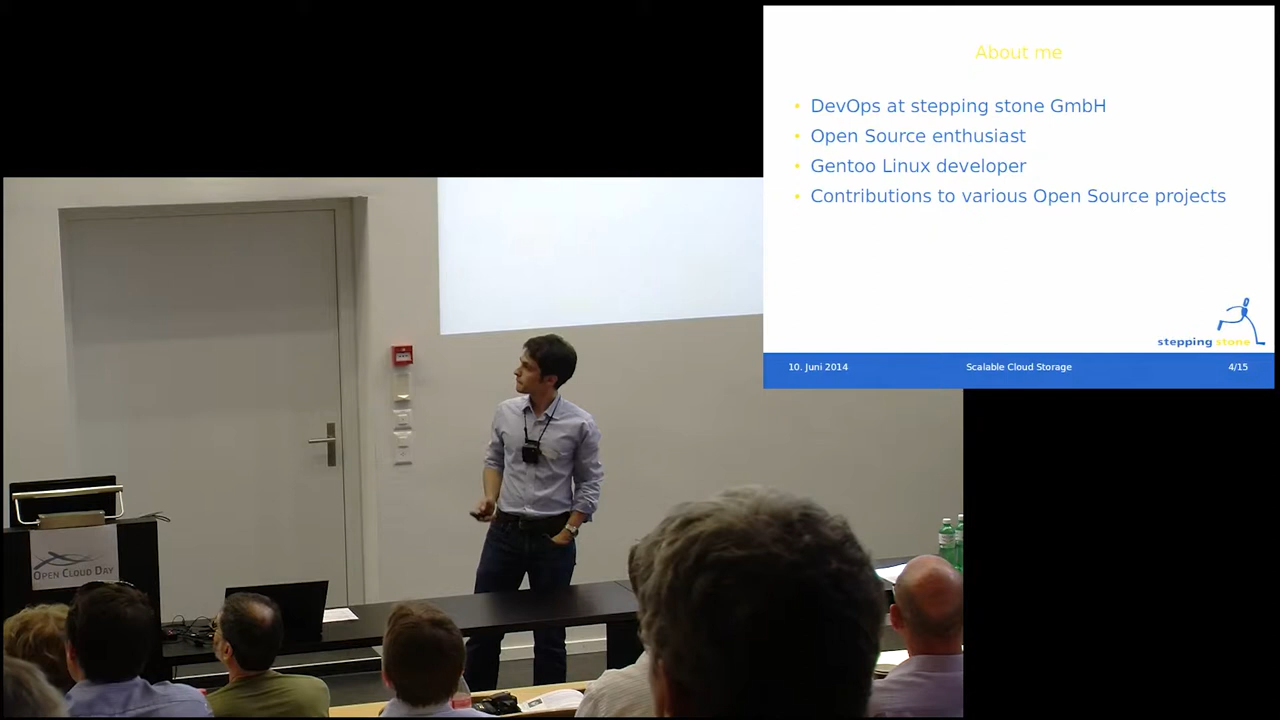 About me
• DevOps at stepping stone GmbH
• Open Source enthusiast
• Gentoo Linux developer
• Contributions to various Open Source projects
stepping stone
10. Juni 2014 Scalable Cloud Storage 4/15
OPEN CLOUD DAY